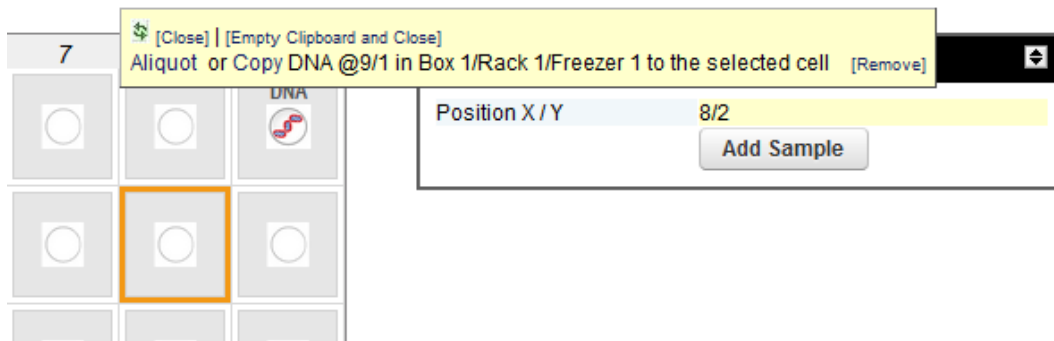 [Close] | [Empty Clipboard and Close]
7
Aliquot or Copy DNA @9/1 in Box 1/Rack 1/Freezer 1 to the selected cell [Remove]
DNA
Position X / Y 8/2
Add Sample